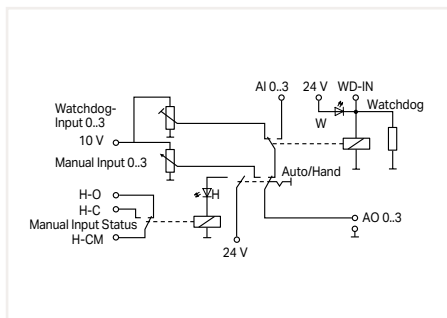 AI 0..3 24 V WD-IN
Watchdog-
Input 0..3
Watchdog
10 V
W
Manual Input 0..3
Auto/Hand
H-O
H
H-C
Manual Input Status
AO 0..3
H-CM
24 V